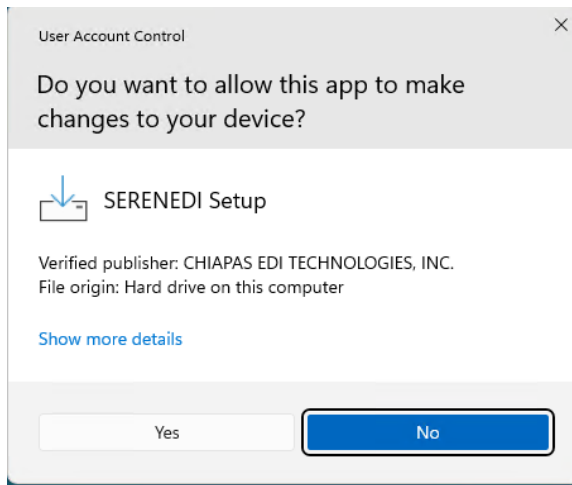 User Account Control
Do you want to allow this app to make
changes to your device?
SERENEDI Setup
Verified publisher: CHIAPAS EDI TECHNOLOGIES, INC.
File origin: Hard drive on this computer
Show more details
Yes
No